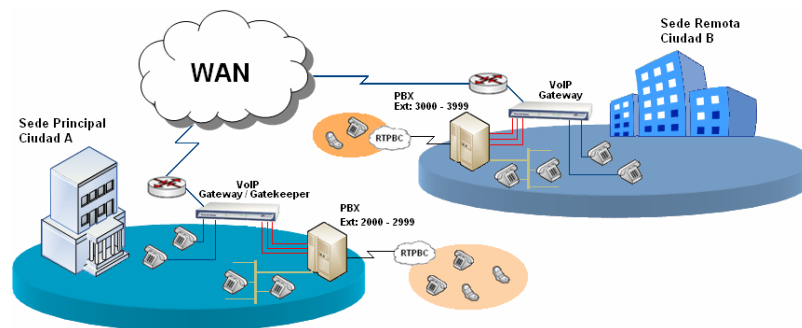 WAN
Sede Remota
Ciudad B
PBX
Ext: 3000 - 3999
VoIP
Gateway
RTPBC
Sede Principal
Ciudad A
VoIP
Gateway / Gatekeeper
PBX
Ext: 2000 - 2999
RTPBC